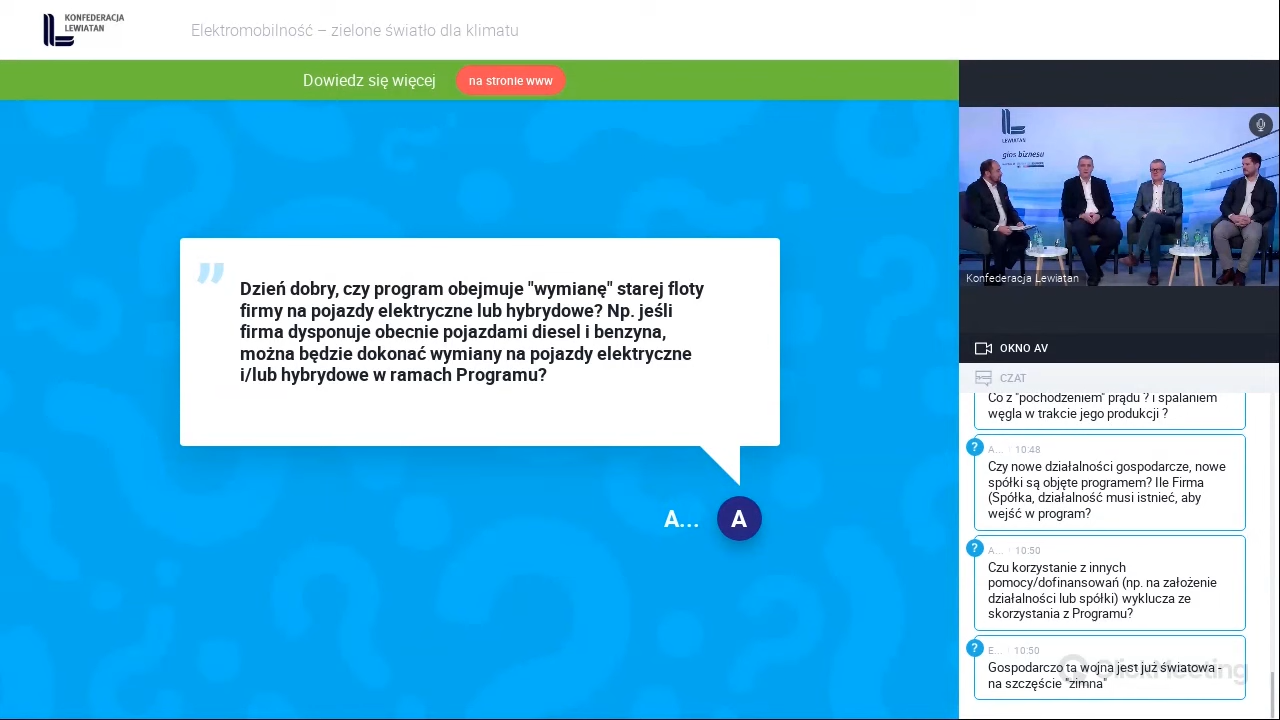 KONFEDERACJA
LEWIATAN
Elektromobilność – zielone światło dla klimatu
Dowiedz się więcej
na stronie www
Dzień dobry, czy program obejmuje "wymianę" starej floty
firmy na pojazdy elektryczne lub hybrydowe? Np. jeśli
firma dysponuje obecnie pojazdami diesel i benzyna,
można będzie dokonać wymiany na pojazdy elektryczne
i/lub hybrydowe w ramach Programu?
A...
A
LEWIATAN
głos biznesu
Konfederacja Lewiatan
OKNO AV
CZAT
Co z "pochodzeniem" prądu ? i spalaniem
węgla w trakcie jego produkcji ?
?
A... 10:48
Czy nowe działalności gospodarcze, nowe
spółki są objęte programem? Ile Firma
(Spółka, działalność musi istnieć, aby
wejść w program?
?
A... 10:50
Czu korzystanie z innych
pomocy/dofinansowań (np. na założenie
działalności lub spółki) wyklucza ze
skorzystania z Programu?
?
E... 10:50
Gospodarczo ta wojna jest już światowa -
na szczęście "zimna"
ClickMeeting